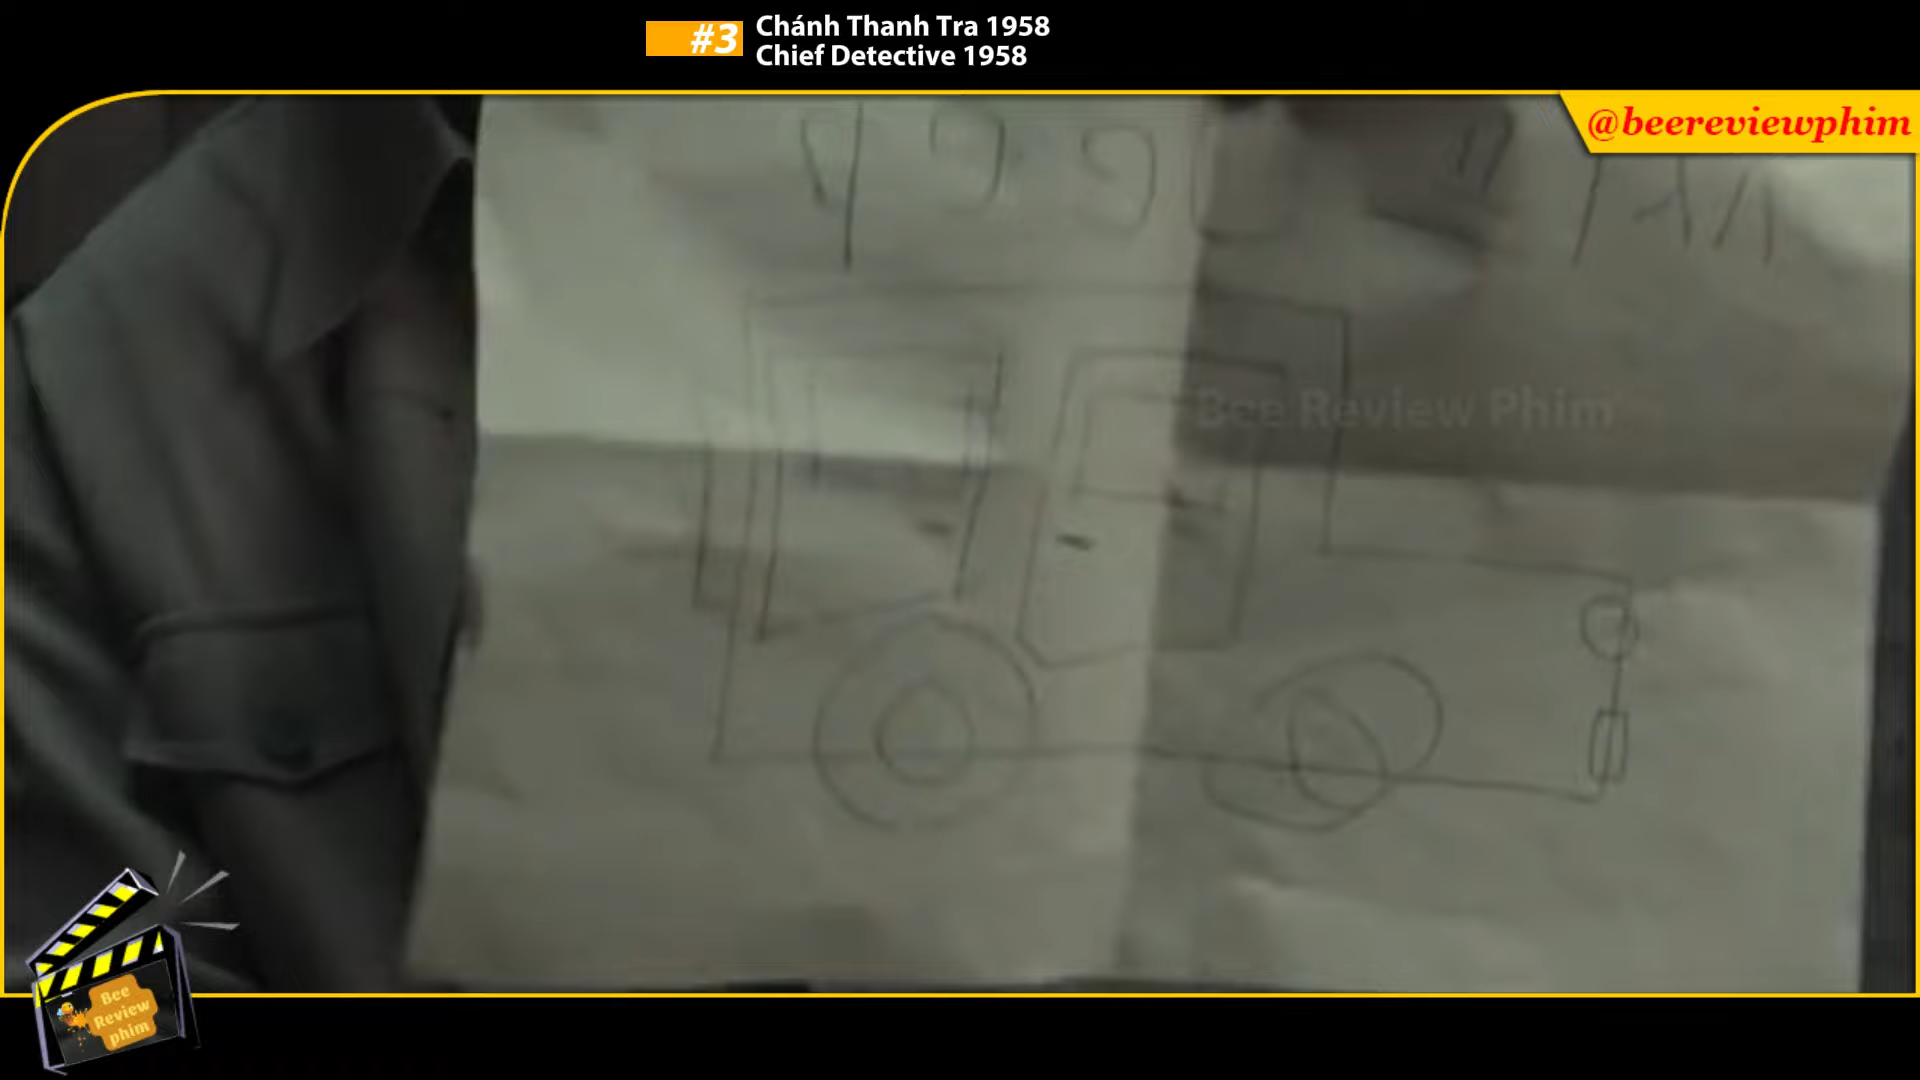 #3
Chánh Thanh Tra 1958
Chief Detective 1958
@beereviewphim
Bee Review Phim
Bee
Review
phim